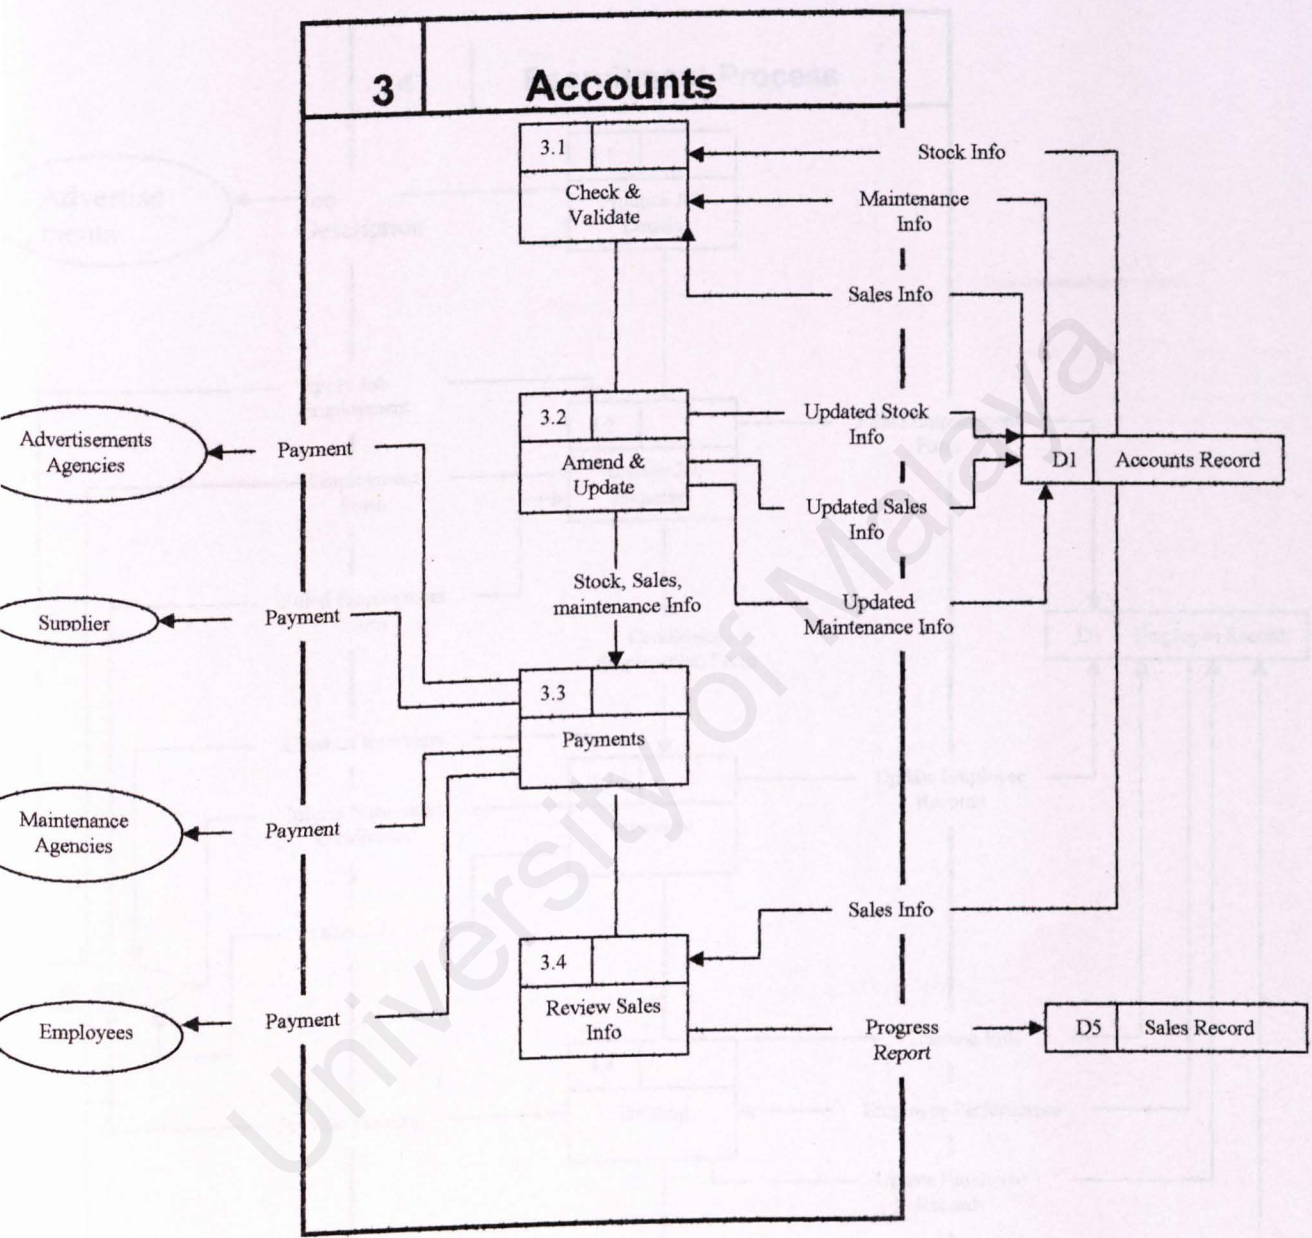 3 Accounts
3.1
Check &
Validate
Stock Info
Maintenance
Info
Sales Info
3.2
Amend &
Update
Updated Stock
Info
Updated Sales
Info
Updated
Maintenance Info
D1 Accounts Record
Advertisements
Agencies
Payment
Stock, Sales,
maintenance Info
Supplier
Payment
3.3
Payments
Maintenance
Agencies
Payment
Sales Info
3.4
Review Sales
Info
Employees
Payment
Progress
Report
D5 Sales Record
University of Malaya